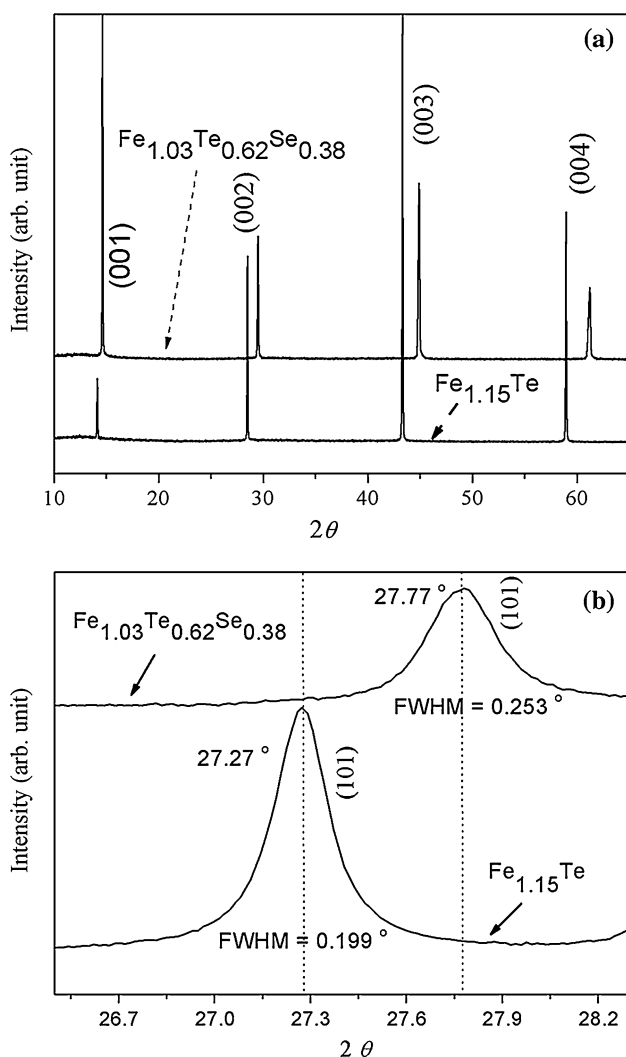 (a)
Fe1.03Te0.62Se0.38
(001)
(002)
(003)
(004)
Fe1.15Te
Intensity (arb. unit)
10 20 30 40 50 60
2θ
(b)
27.77 °
(101)
Fe1.03Te0.62Se0.38
FWHM = 0.253 °
27.27 °
(101)
Fe1.15Te
FWHM = 0.199 °
Intensity (arb. unit)
26.7 27.0 27.3 27.6 27.9 28.2
2 θ